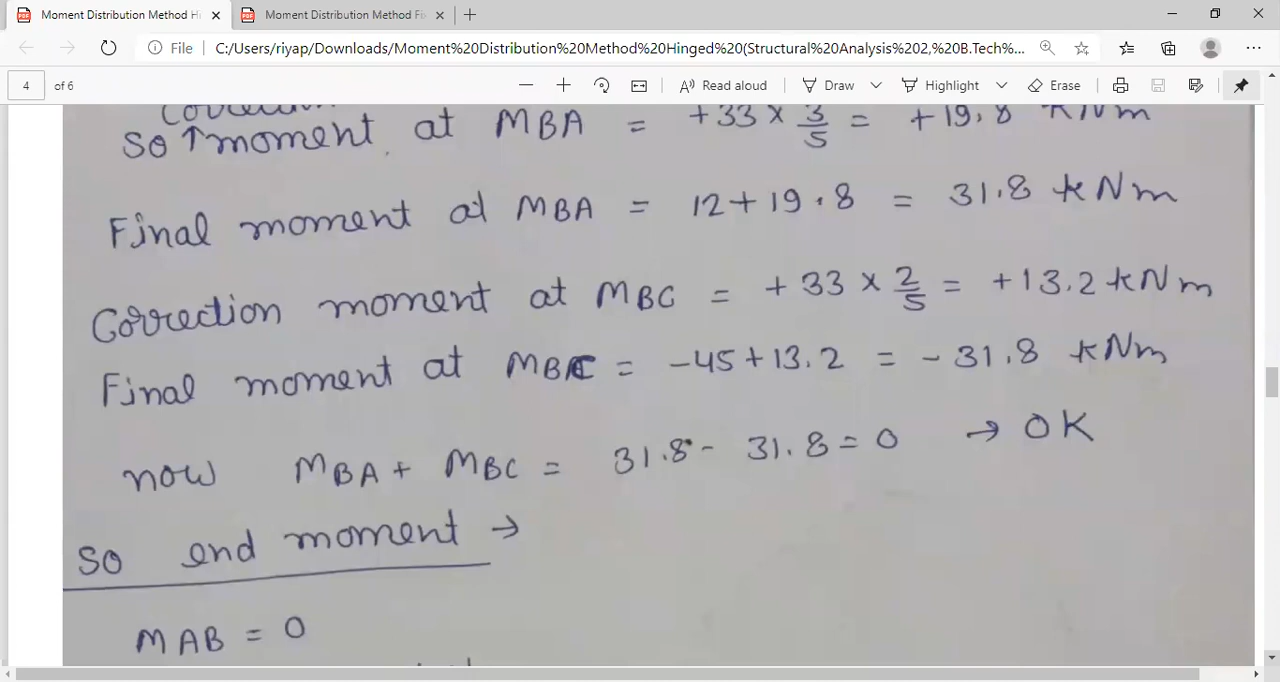 Moment Distribution Method Hi
Moment Distribution Method Fix
File
C:/Users/riyap/Downloads/Moment%20Distribution%20Method%20Hinged%20(Structural%20Analysis%202,%20B.Tech%...
4 of 6
Read aloud
Draw
Highlight
Erase
So ↑ moment at MBA = +33 × 3/5 = +19.8 kNm
Final moment at MBA = 12+19.8 = 31.8 kNm
Correction moment at MBC = +33 × 2/5 = +13.2 kNm
Final moment at MBC = -45+13.2 = -31.8 kNm
now MBA + MBC = 31.8 - 31.8 = 0 → OK
So end moment →
MAB = 0